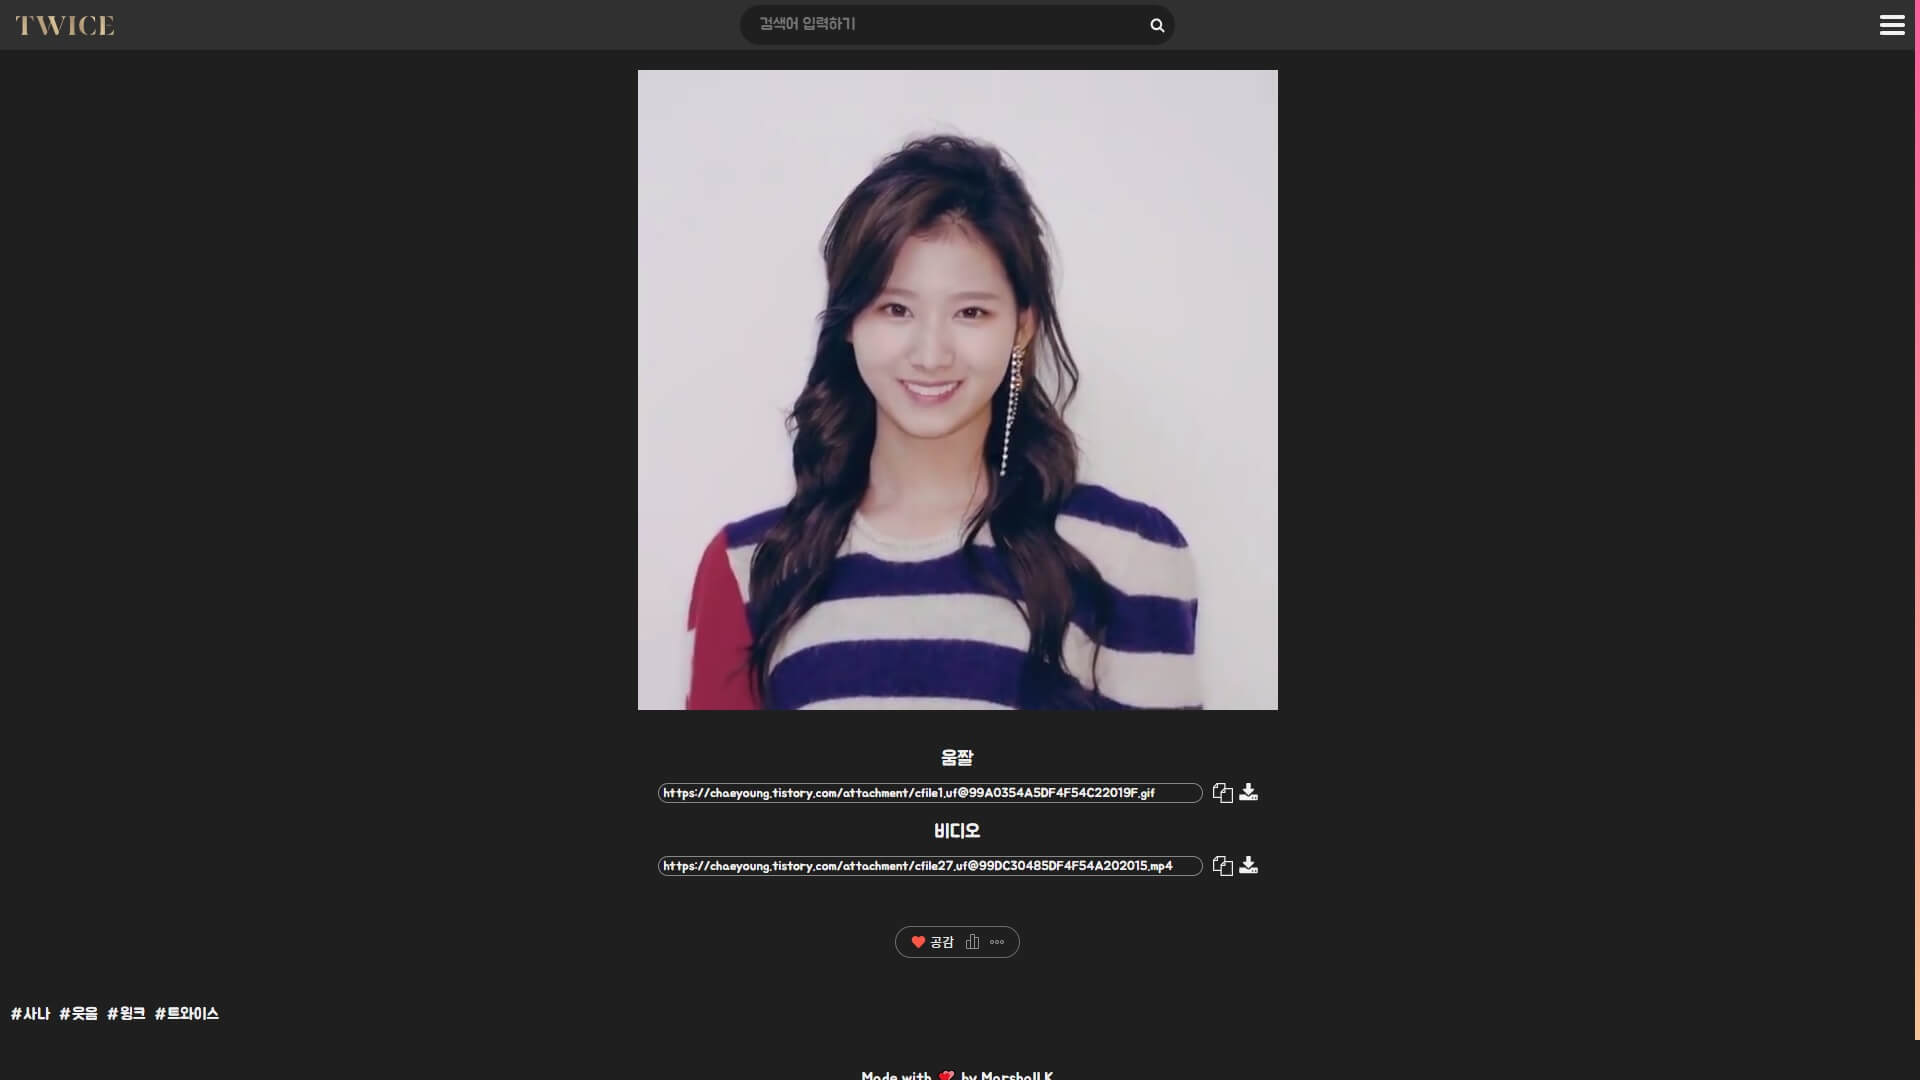 TWICE
검색어 입력하기
움짤
https://chaeyoung.tistory.com/attachment/cfile1.uf@99A0354A5DF4F54C22019F.gif
비디오
https://chaeyoung.tistory.com/attachment/cfile27.uf@99DC30485DF4F54A202015.mp4
공감
#사나 #웃음 #윙크 #트와이스
Made with 💕 by Marshall K